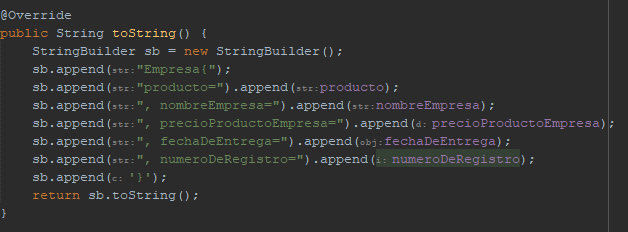 @Override
public String toString() {
StringBuilder sb = new StringBuilder();
sb.append(str:"Empresa{");
sb.append(str:"producto=").append(str:producto);
sb.append(str:", nombreEmpresa=").append(str:nombreEmpresa);
sb.append(str:", precioProductoEmpresa=").append(d: precioProductoEmpresa);
sb.append(str:", fechaDeEntrega=").append(obj:fechaDeEntrega);
sb.append(str:", numeroDeRegistro=").append(i: numeroDeRegistro);
sb.append(c: '}');
return sb.toString();
}